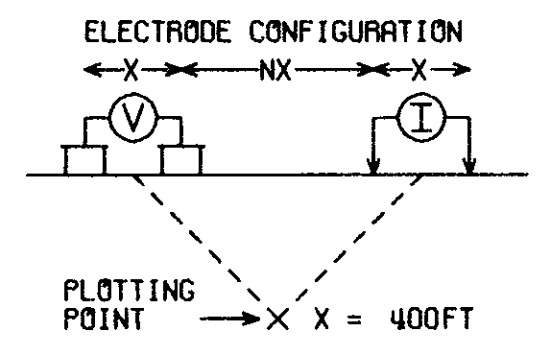 ELECTRODE CONFIGURATION
X NX X
V I
PLOTTING
POINT X = 400FT